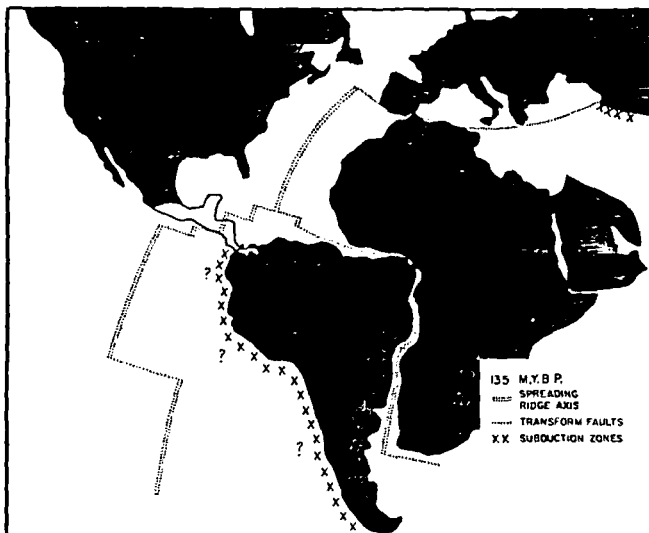 ?
?
?
135 M.Y.B P.
SPREADING
RIDGE AXIS
TRANSFORM FAULTS
XX SUBDUCTION ZONES